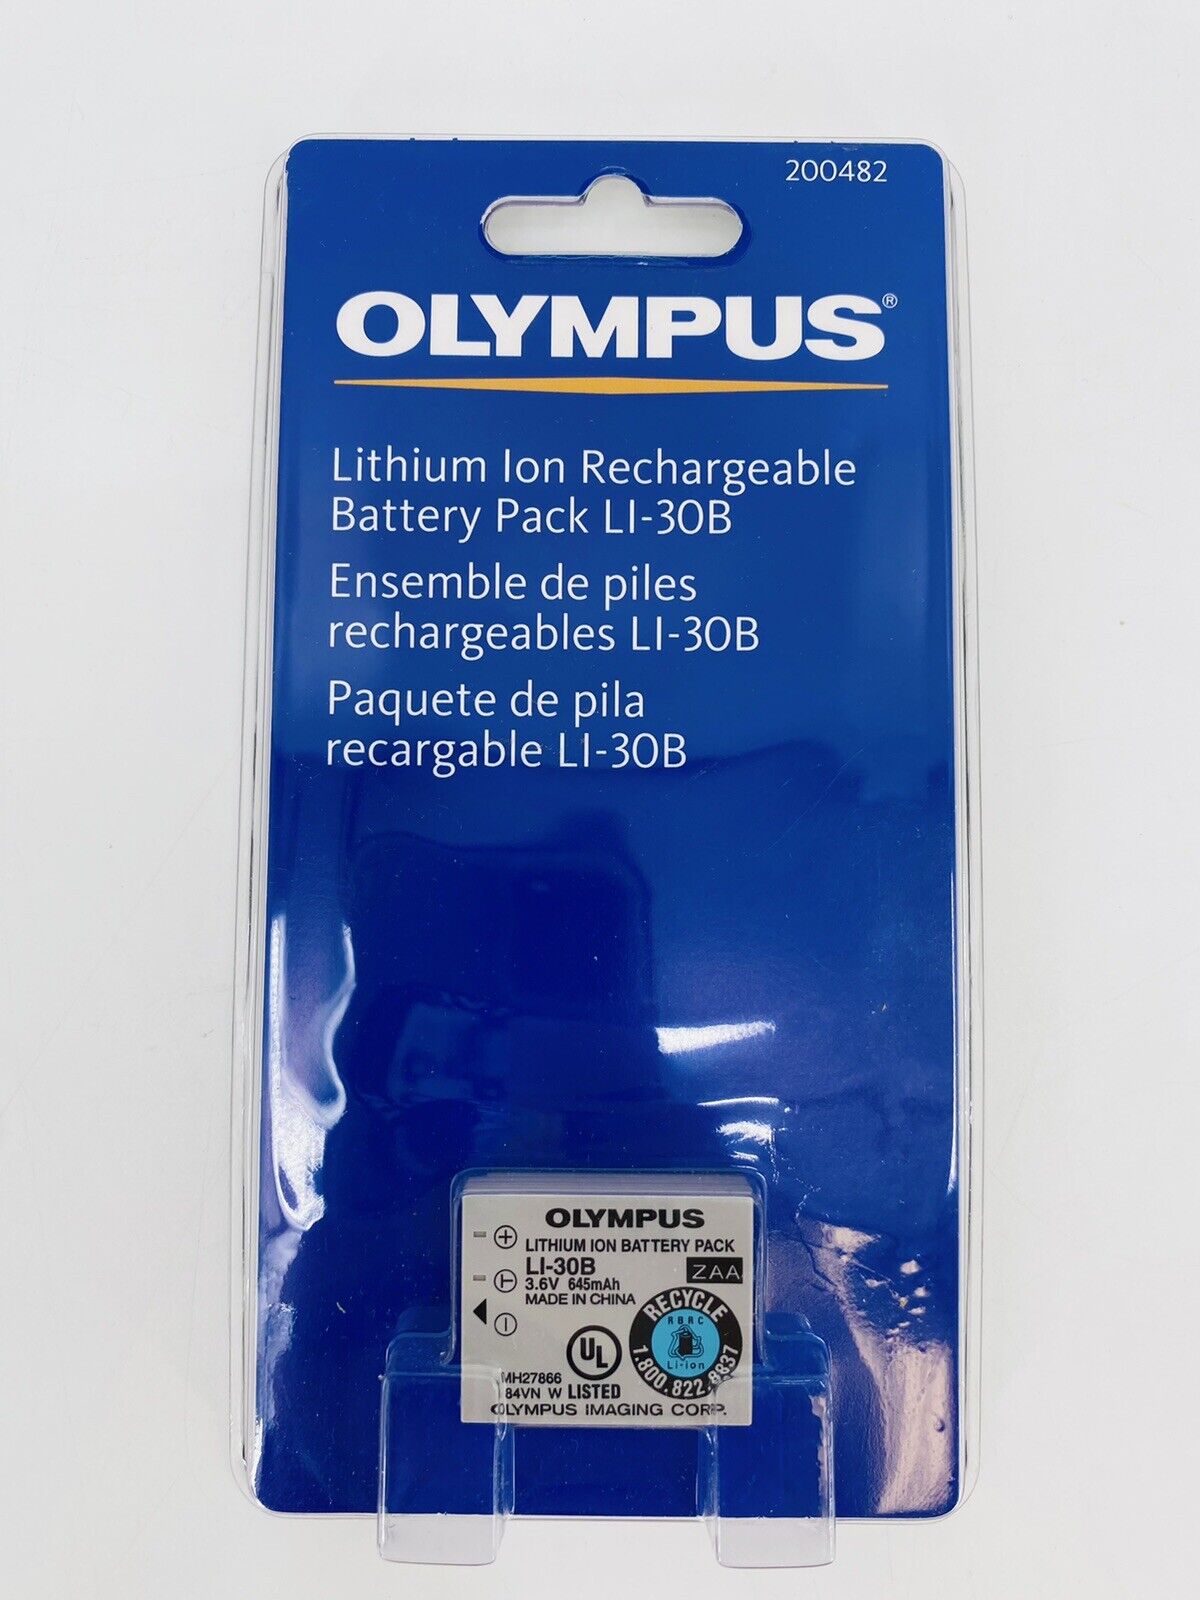 200482
OLYMPUS®
Lithium Ion Rechargeable
Battery Pack LI-30B
Ensemble de piles
rechargeables LI-30B
Paquete de pila
recargable LI-30B
OLYMPUS
LITHIUM ION BATTERY PACK
LI-30B
ZAA
3.6V 645mAh
MADE IN CHINA
RECYCLE
RBRC
Li-ion
1.800.822.8837
UL
MH27866
84VN W LISTED
OLYMPUS IMAGING CORP.